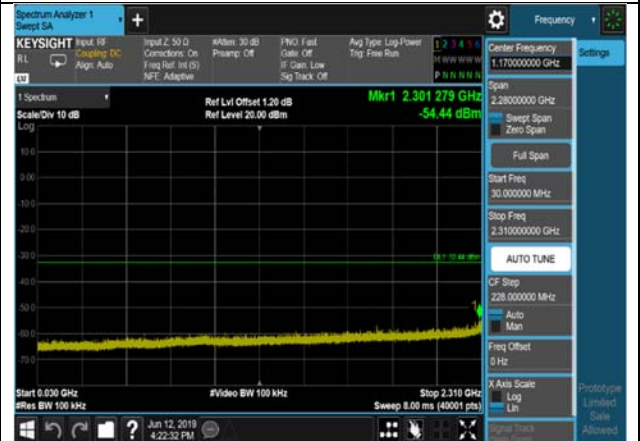 Spectrum Analyzer 1
Swept SA
+
Frequency
KEYSIGHT
RL
Input: RF
Coupling: DC
Align: Auto
Input Z: 50 Ω
Corrections: On
Freq Ref: Int (S)
NFE: Adaptive
#Atten: 30 dB
Preamp: Off
PNO: Fast
Gate: Off
IF Gain: Low
Sig Track: Off
Avg Type: Log-Power
Trig: Free Run
1 2 3 4 5 6
M W W W W W
P N N N N N
1 Spectrum
Scale/Div 10 dB
Log
Ref Lvl Offset 1.20 dB
Ref Level 20.00 dBm
Mkr1 2.301 279 GHz
-54.44 dBm
10.0
0.00
-10.0
-20.0
-30.0
-40.0
-50.0
-60.0
-70.0
1
Start 0.030 GHz
#Res BW 100 kHz
#Video BW 100 kHz
Stop 2.310 GHz
Sweep 8.00 ms (40001 pts)
Center Frequency
1.170000000 GHz
Settings
Span
2.28000000 GHz
Swept Span
Zero Span
Full Span
Start Freq
30.000000 MHz
Stop Freq
2.310000000 GHz
AUTO TUNE
CF Step
228.000000 MHz
Auto
Man
Freq Offset
0 Hz
X Axis Scale
Log
Lin
Signal Track
Prototype
Limited
Sale
Allowed
?
Jun 12, 2019
4:22:32 PM